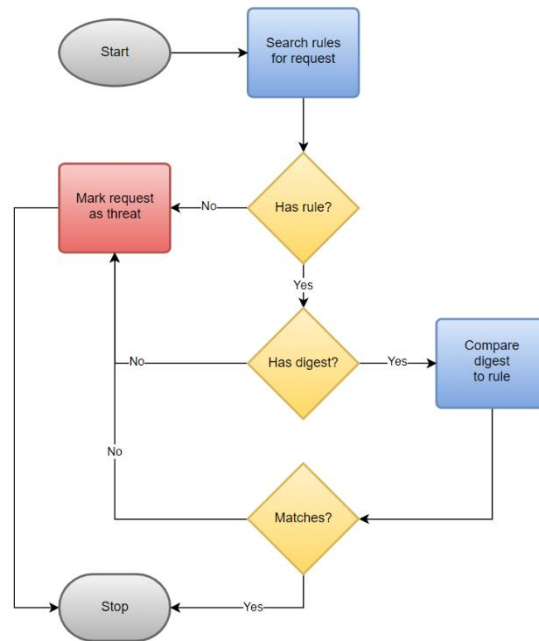 Start
Search rules
for request
Mark request
as threat
No
Has rule?
Yes
No
Has digest?
Yes
Compare
digest
to rule
No
Matches?
Stop
Yes